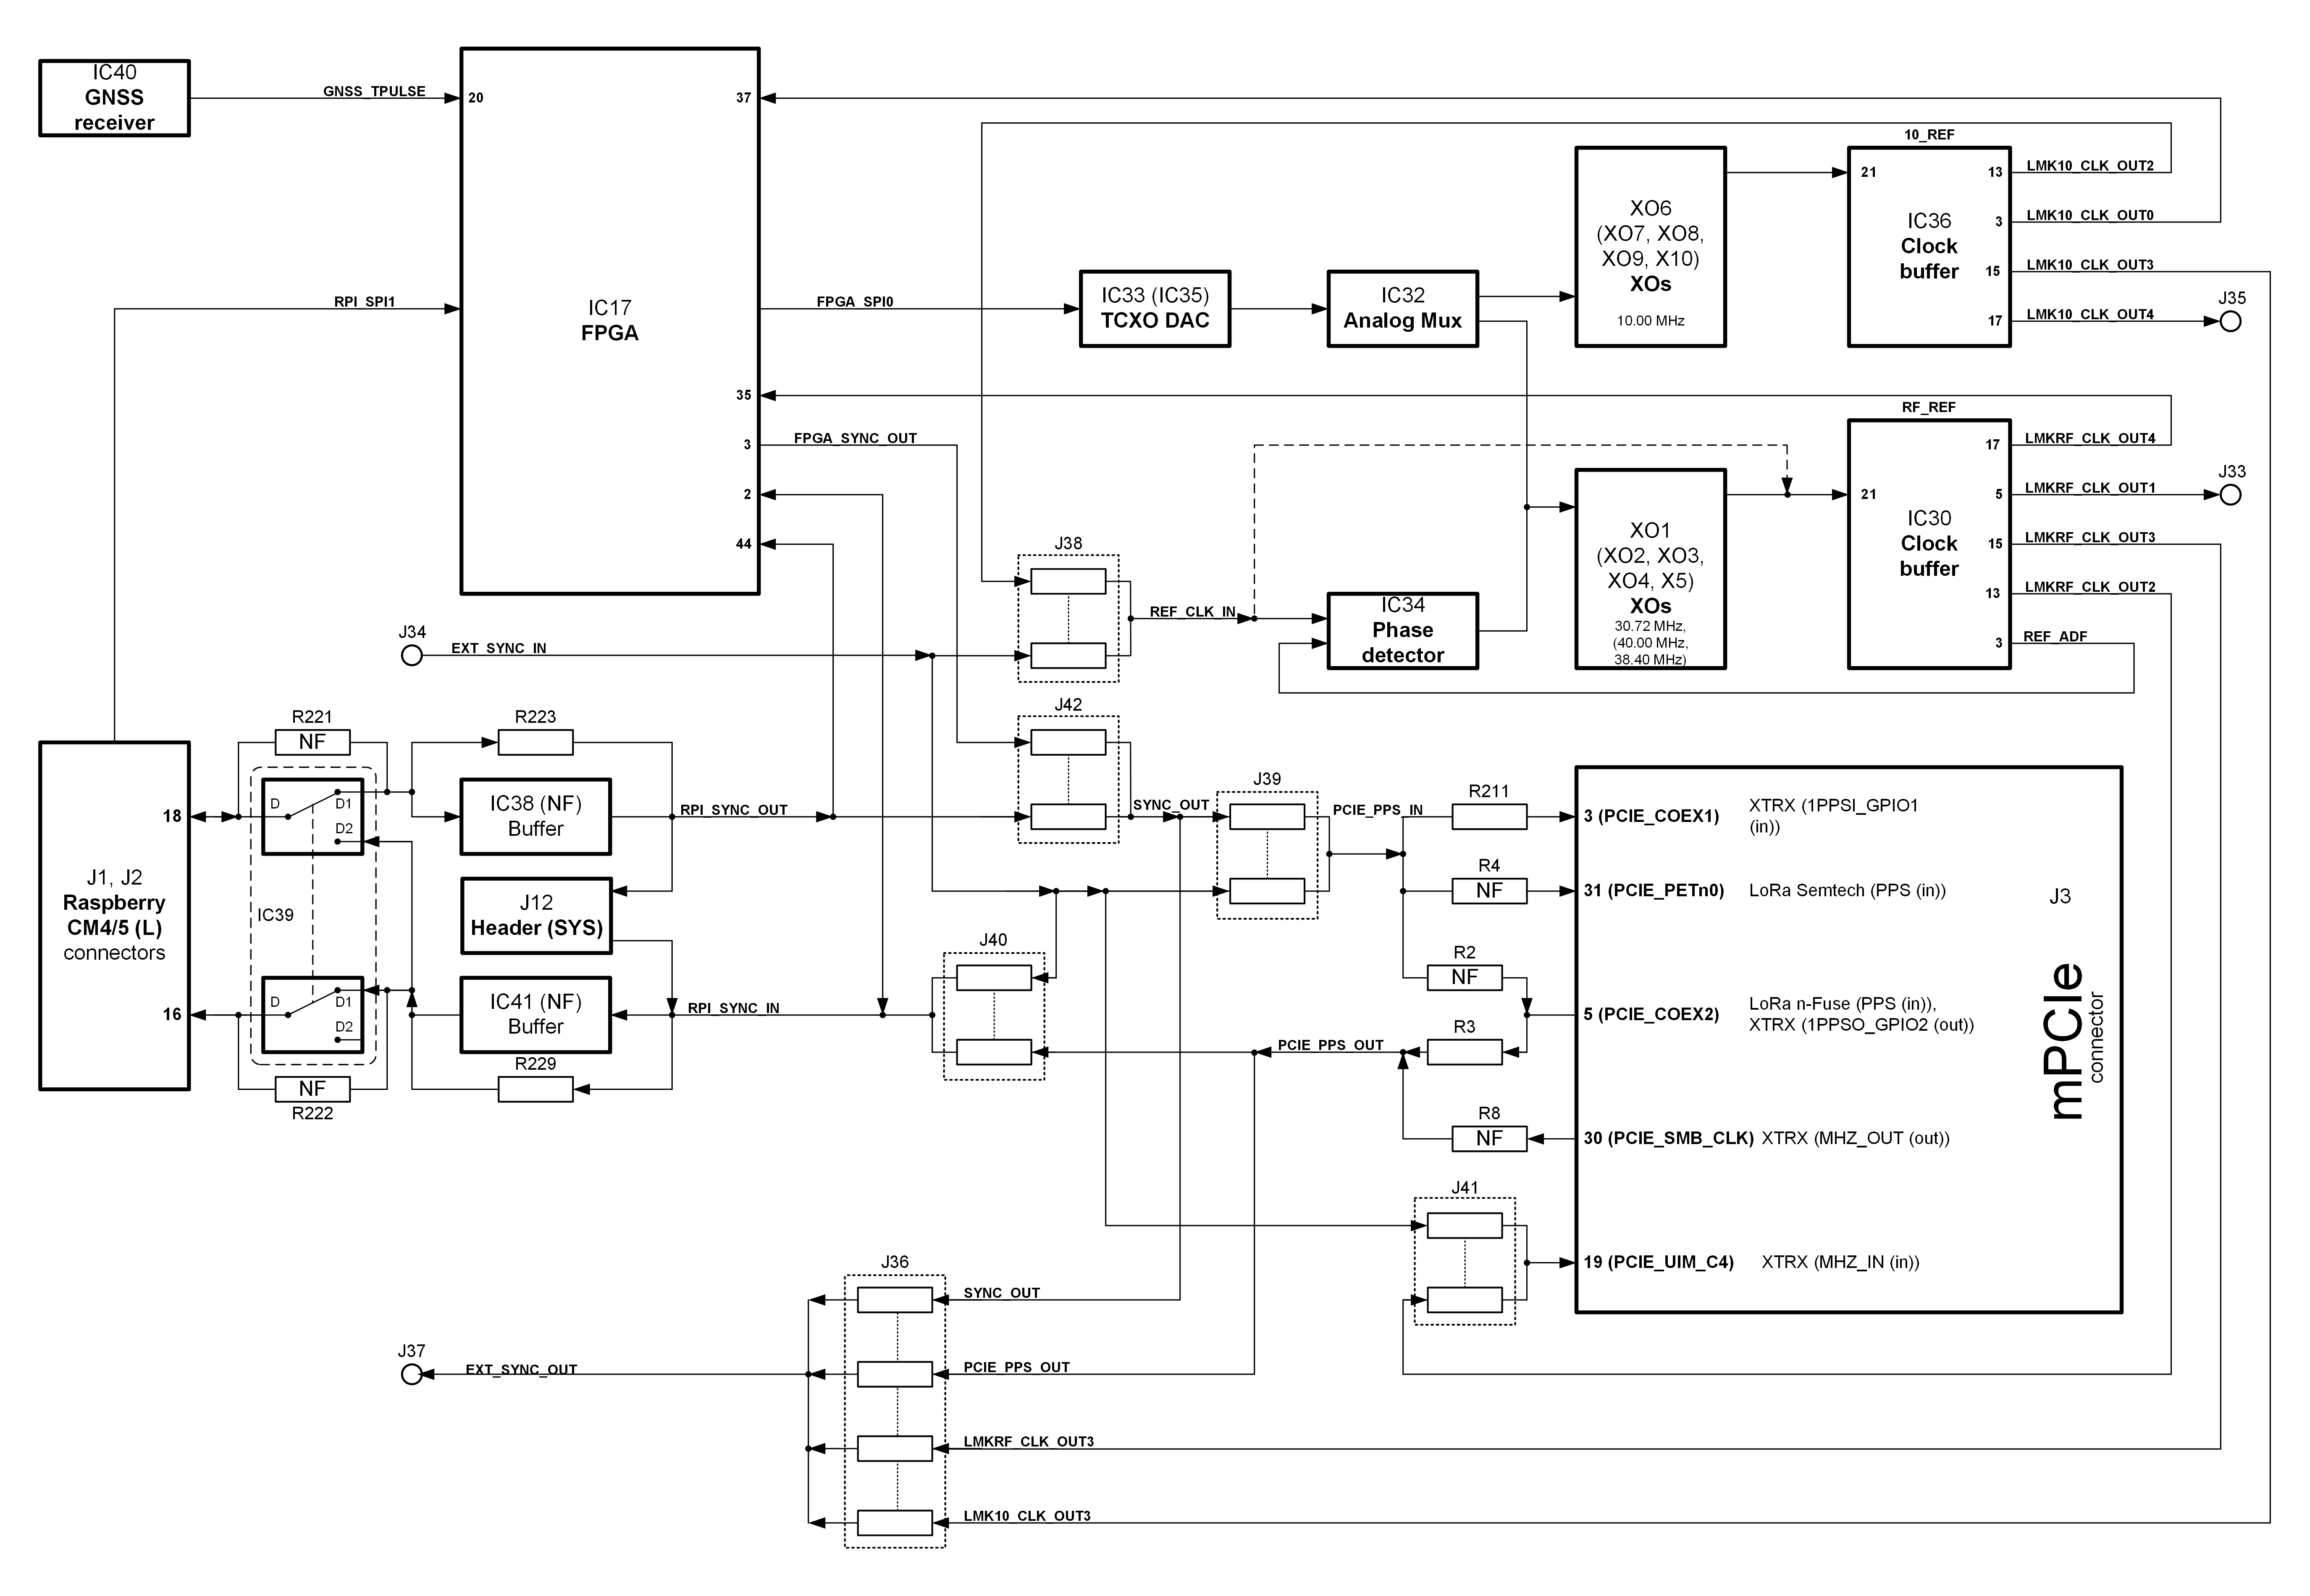 IC40
GNSS
receiver
GNSS_TPULSE
20
37
RPI_SPI1
IC17
FPGA
FPGA_SPI0
35
3
FPGA_SYNC_OUT
2
44
IC33 (IC35)
TCXO DAC
IC32
Analog Mux
XO6
(XO7, XO8,
XO9, X10)
XOs
10.00 MHz
10_REF
21
13
LMK10_CLK_OUT2
3
LMK10_CLK_OUT0
IC36
Clock
buffer
15
LMK10_CLK_OUT3
17
LMK10_CLK_OUT4
J35
RF_REF
17
LMKRF_CLK_OUT4
21
5
LMKRF_CLK_OUT1
J33
IC30
Clock
buffer
15
LMKRF_CLK_OUT3
13
LMKRF_CLK_OUT2
3
REF_ADF
XO1
(XO2, XO3,
XO4, X5)
XOs
30.72 MHz,
(40.00 MHz,
38.40 MHz)
J38
REF_CLK_IN
IC34
Phase
detector
J34
EXT_SYNC_IN
J42
R221
NF
R223
D
D1
D2
IC38 (NF)
Buffer
RPI_SYNC_OUT
18
J1, J2
Raspberry
CM4/5 (L)
connectors
IC39
J12
Header (SYS)
16
D
D1
D2
IC41 (NF)
Buffer
RPI_SYNC_IN
R229
NF
R222
SYNC_OUT
J39
PCIE_PPS_IN
R211
R4
NF
R2
NF
R3
R8
NF
J40
PCIE_PPS_OUT
3 (PCIE_COEX1)
XTRX (1PPSI_GPIO1
(in))
31 (PCIE_PETn0)
LoRa Semtech (PPS (in))
J3
5 (PCIE_COEX2)
LoRa n-Fuse (PPS (in)),
XTRX (1PPSO_GPIO2 (out))
mPCIe
connector
30 (PCIE_SMB_CLK)
XTRX (MHZ_OUT (out))
J41
19 (PCIE_UIM_C4)
XTRX (MHZ_IN (in))
J36
SYNC_OUT
J37
EXT_SYNC_OUT
PCIE_PPS_OUT
LMKRF_CLK_OUT3
LMK10_CLK_OUT3